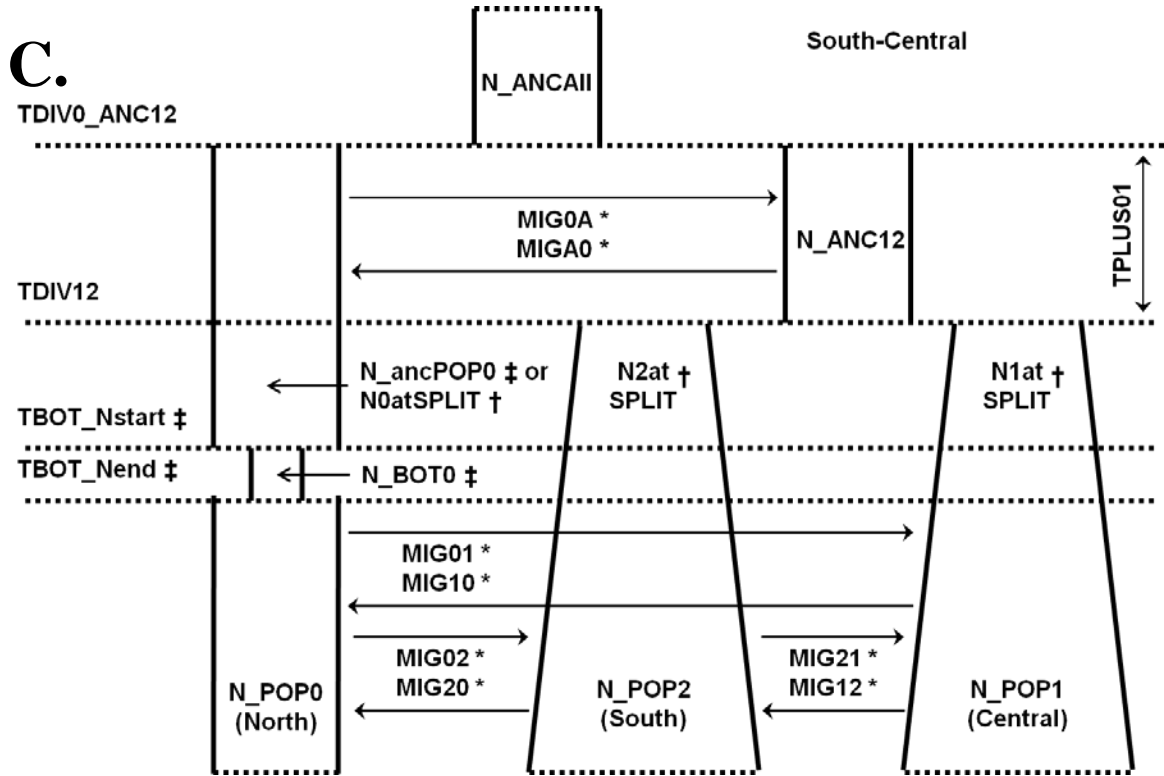 C.
South-Central
N_ANCAll
TDIV0_ANC12
TPLUS01
MIG0A *
MIGA0 *
N_ANC12
TDIV12
N_ancPOP0 ‡ or
N0atSPLIT †
N2at †
SPLIT
N1at †
SPLIT
TBOT_Nstart ‡
TBOT_Nend ‡
N_BOT0 ‡
MIG01 *
MIG10 *
MIG02 *
MIG20 *
MIG21 *
MIG12 *
N_POP0
(North)
N_POP2
(South)
N_POP1
(Central)